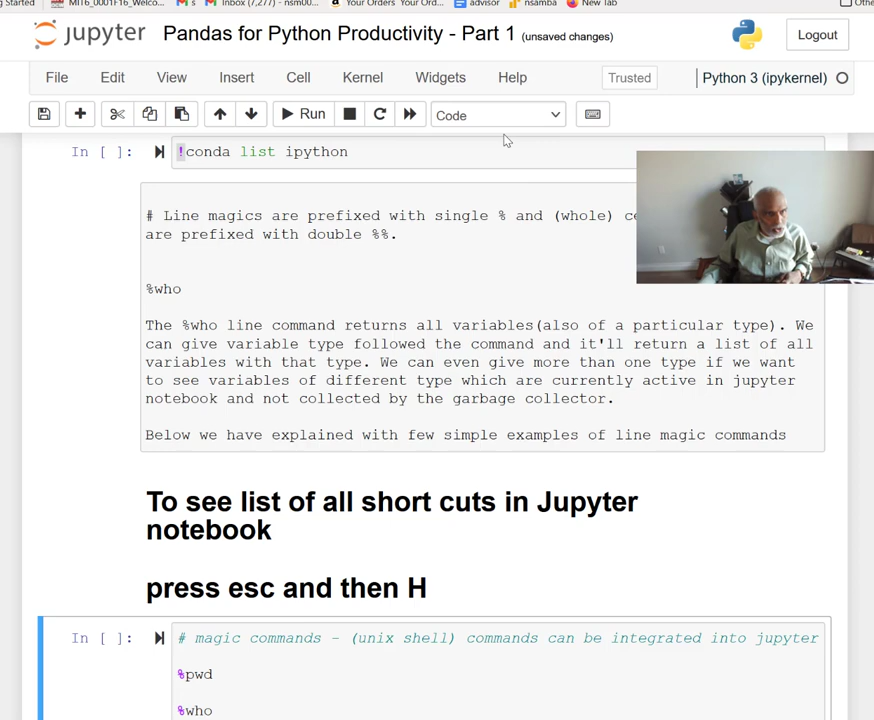 MIT6_0001F16_Welco...
Inbox (7,277) - nsm00...
Your Orders Your Ord...
advisor
nsamba
New Tab
jupyter Pandas for Python Productivity - Part 1 (unsaved changes) Logout
File Edit View Insert Cell Kernel Widgets Help Trusted Python 3 (ipykernel)
Run Code
In [ ]: !conda list ipython
# Line magics are prefixed with single % and (whole) ce
are prefixed with double %%.
%who
The %who line command returns all variables(also of a particular type). We
can give variable type followed the command and it'll return a list of all
variables with that type. We can even give more than one type if we want
to see variables of different type which are currently active in jupyter
notebook and not collected by the garbage collector.
Below we have explained with few simple examples of line magic commands
To see list of all short cuts in Jupyter
notebook
press esc and then H
In [ ]: # magic commands - (unix shell) commands can be integrated into jupyter
%pwd
%who